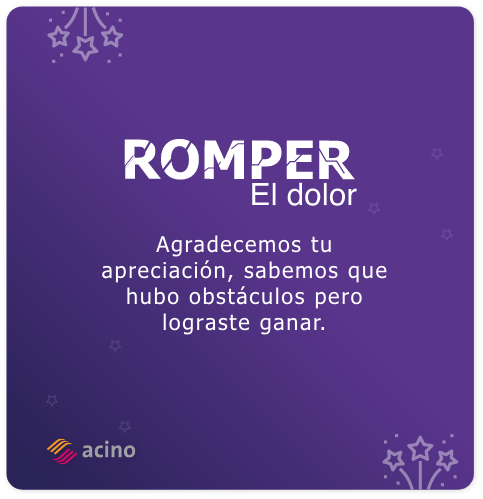 ROMPER
El dolor
Agradecemos tu
apreciación, sabemos que
hubo obstáculos pero
lograste ganar.
acino